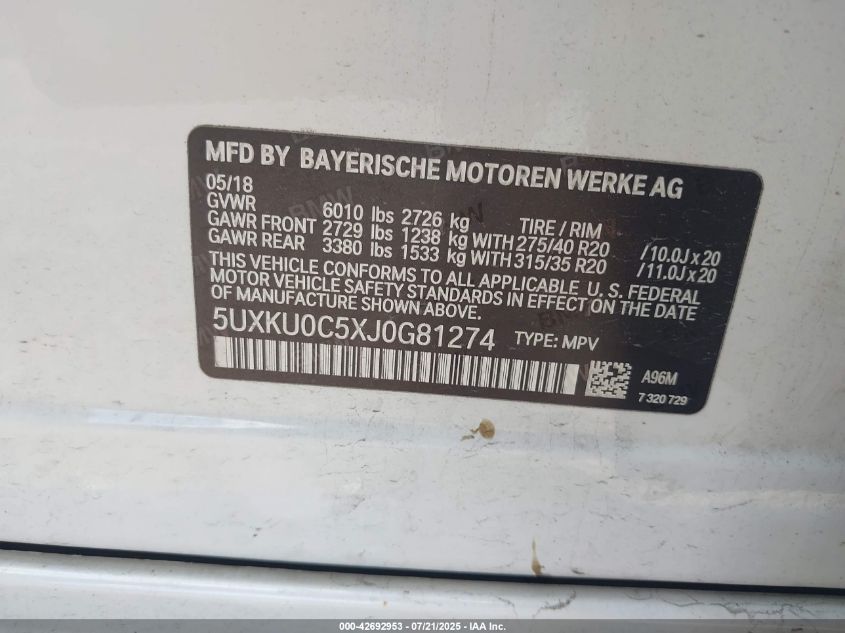 MFD BY BAYERISCHE MOTOREN WERKE AG
05/18
GVWR 6010 lbs 2726 kg TIRE / RIM
GAWR FRONT 2729 lbs 1238 kg WITH 275/40 R20 /10.0J x 20
GAWR REAR 3380 lbs 1533 kg WITH 315/35 R20 /11.0J x 20
THIS VEHICLE CONFORMS TO ALL APPLICABLE U. S. FEDERAL
MOTOR VEHICLE SAFETY STANDARDS IN EFFECT ON THE DATE
OF MANUFACTURE SHOWN ABOVE.
5UXKU0C5XJ0G81274 TYPE: MPV
A96M
7 320 729
000-42692953 - 07/21/2025 - IAA Inc.